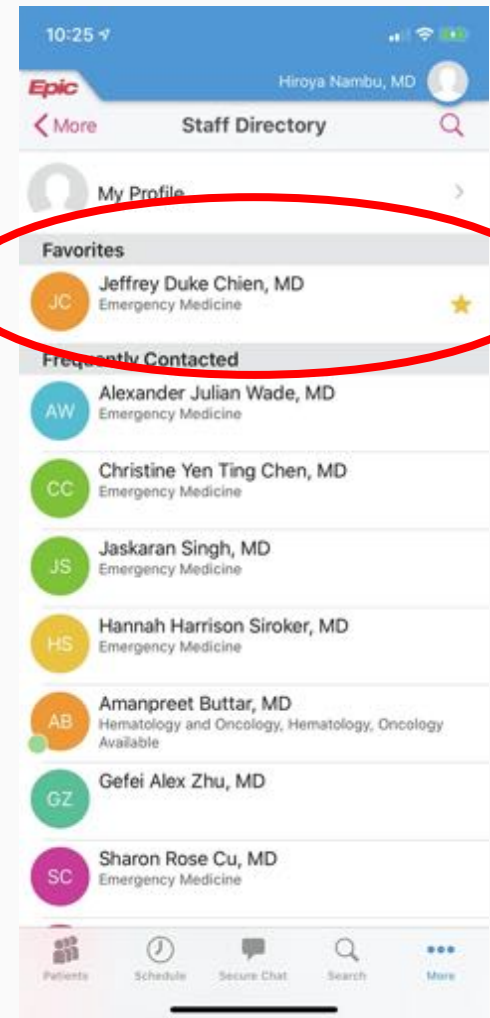 10:25
Epic
Hiroya Nambu, MD
More
Staff Directory
My Profile
Favorites
JC
Jeffrey Duke Chien, MD
Emergency Medicine
Frequently Contacted
AW
Alexander Julian Wade, MD
Emergency Medicine
CC
Christine Yen Ting Chen, MD
Emergency Medicine
JS
Jaskaran Singh, MD
Emergency Medicine
HS
Hannah Harrison Siroker, MD
Emergency Medicine
AB
Amanpreet Buttar, MD
Hematology and Oncology, Hematology, Oncology
Available
GZ
Gefei Alex Zhu, MD
SC
Sharon Rose Cu, MD
Emergency Medicine
Patients Schedule Secure Chat Search More